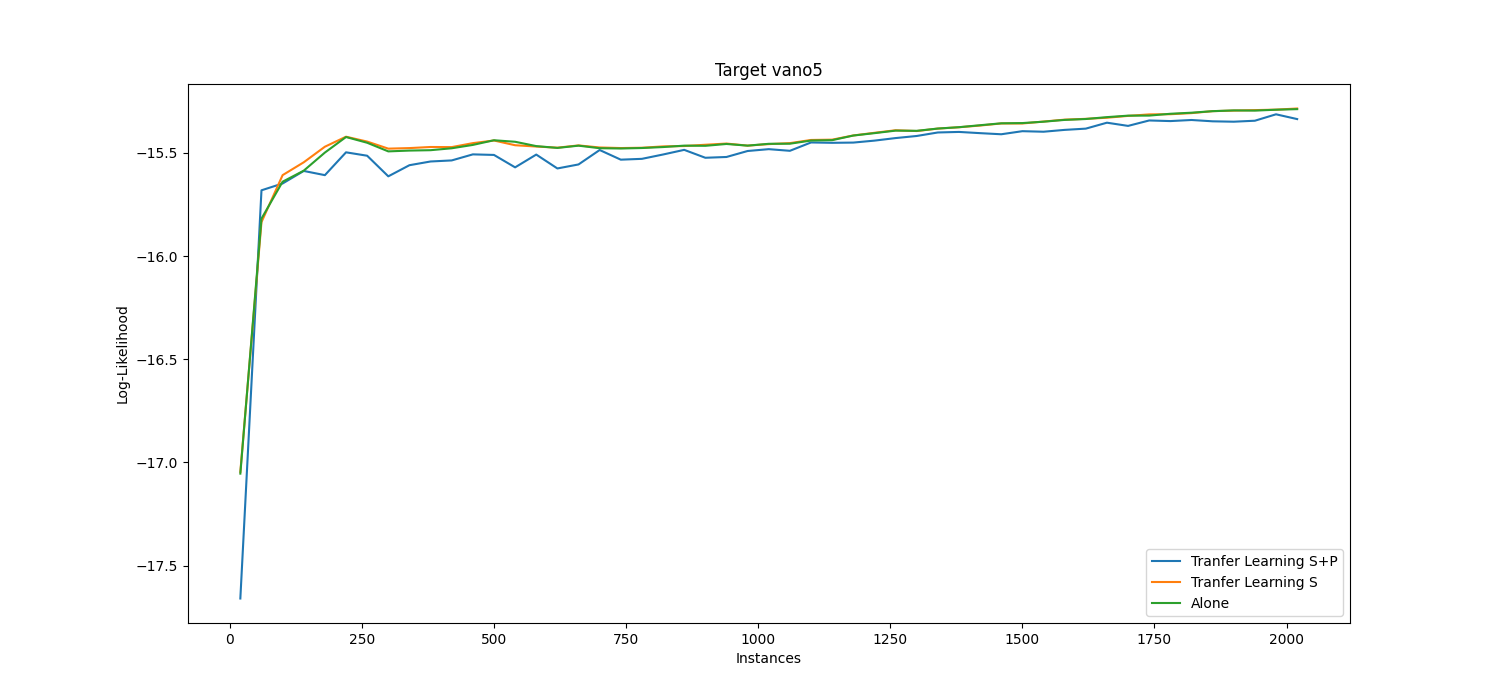 Target vano5
Log-Likelihood
−15.5
−16.0
−16.5
−17.0
−17.5
0
250
500
750
1000
1250
1500
1750
2000
Instances
Tranfer Learning S+P
Tranfer Learning S
Alone